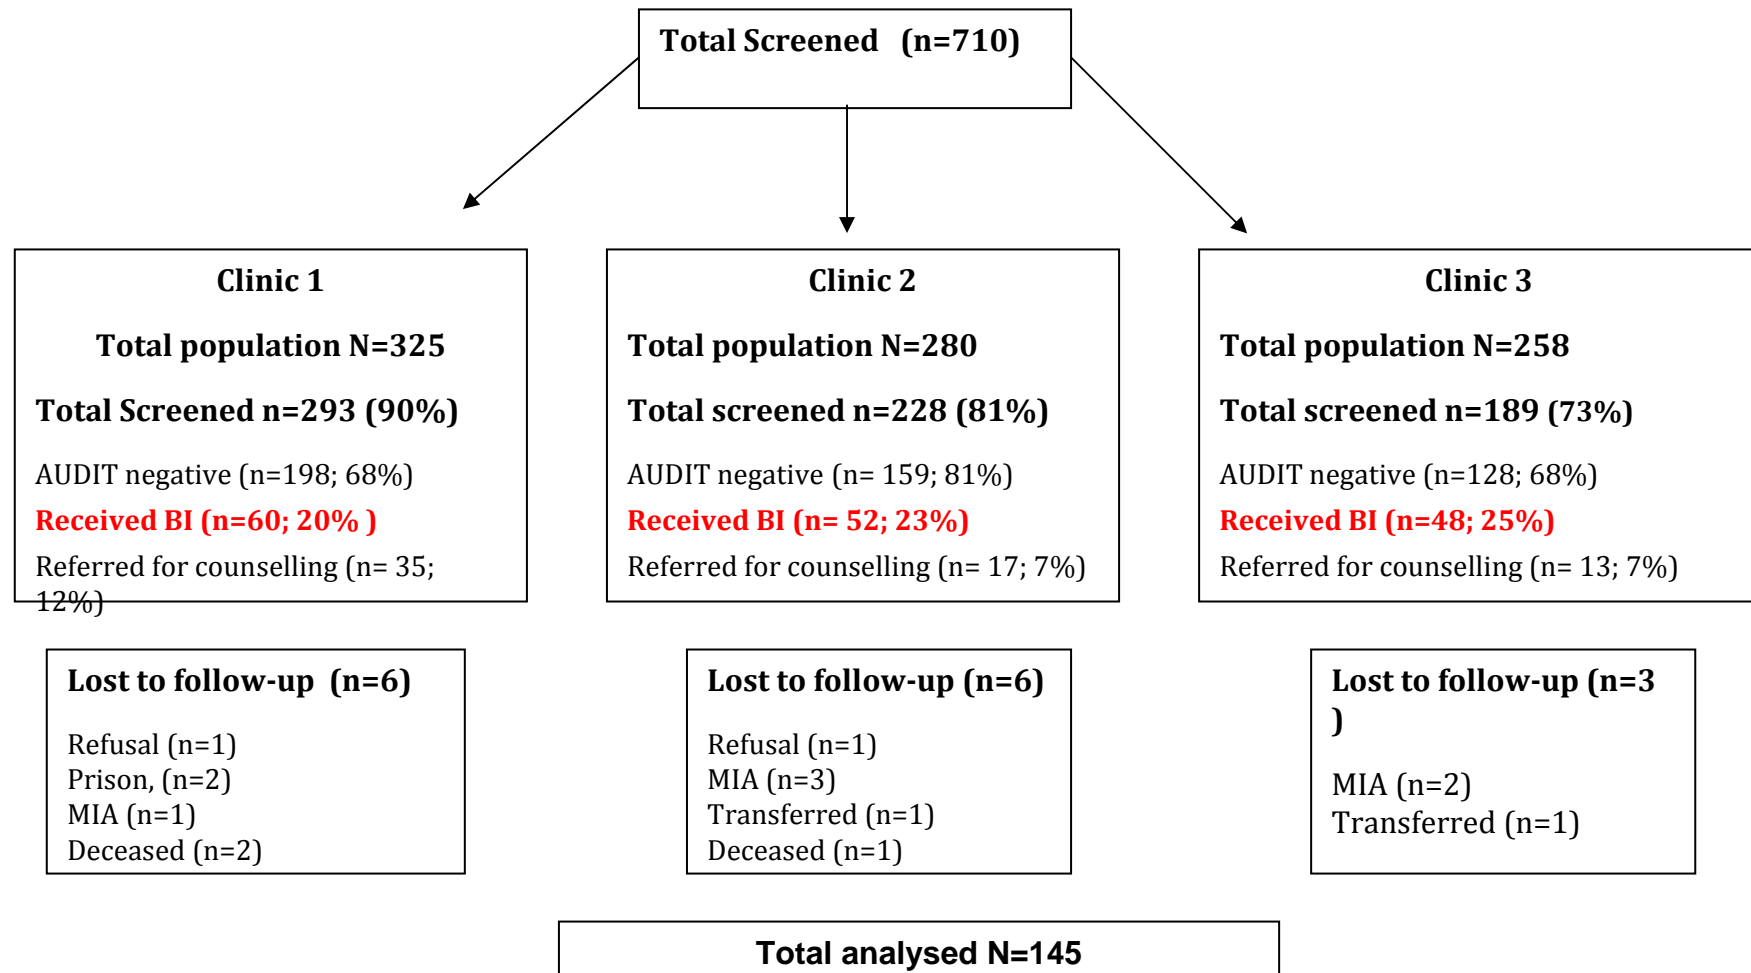 Total Screened (n=710)
Clinic 1
Total population N=325
Total Screened n=293 (90%)
AUDIT negative (n=198; 68%)
Received BI (n=60; 20% )
Referred for counselling (n= 35;
12%)
Clinic 2
Total population N=280
Total screened n=228 (81%)
AUDIT negative (n= 159; 81%)
Received BI (n= 52; 23%)
Referred for counselling (n= 17; 7%)
Clinic 3
Total population N=258
Total screened n=189 (73%)
AUDIT negative (n=128; 68%)
Received BI (n=48; 25%)
Referred for counselling (n= 13; 7%)
Lost to follow-up (n=6)
Refusal (n=1)
Prison, (n=2)
MIA (n=1)
Deceased (n=2)
Lost to follow-up (n=6)
Refusal (n=1)
MIA (n=3)
Transferred (n=1)
Deceased (n=1)
Lost to follow-up (n=3
)
MIA (n=2)
Transferred (n=1)
Total analysed N=145